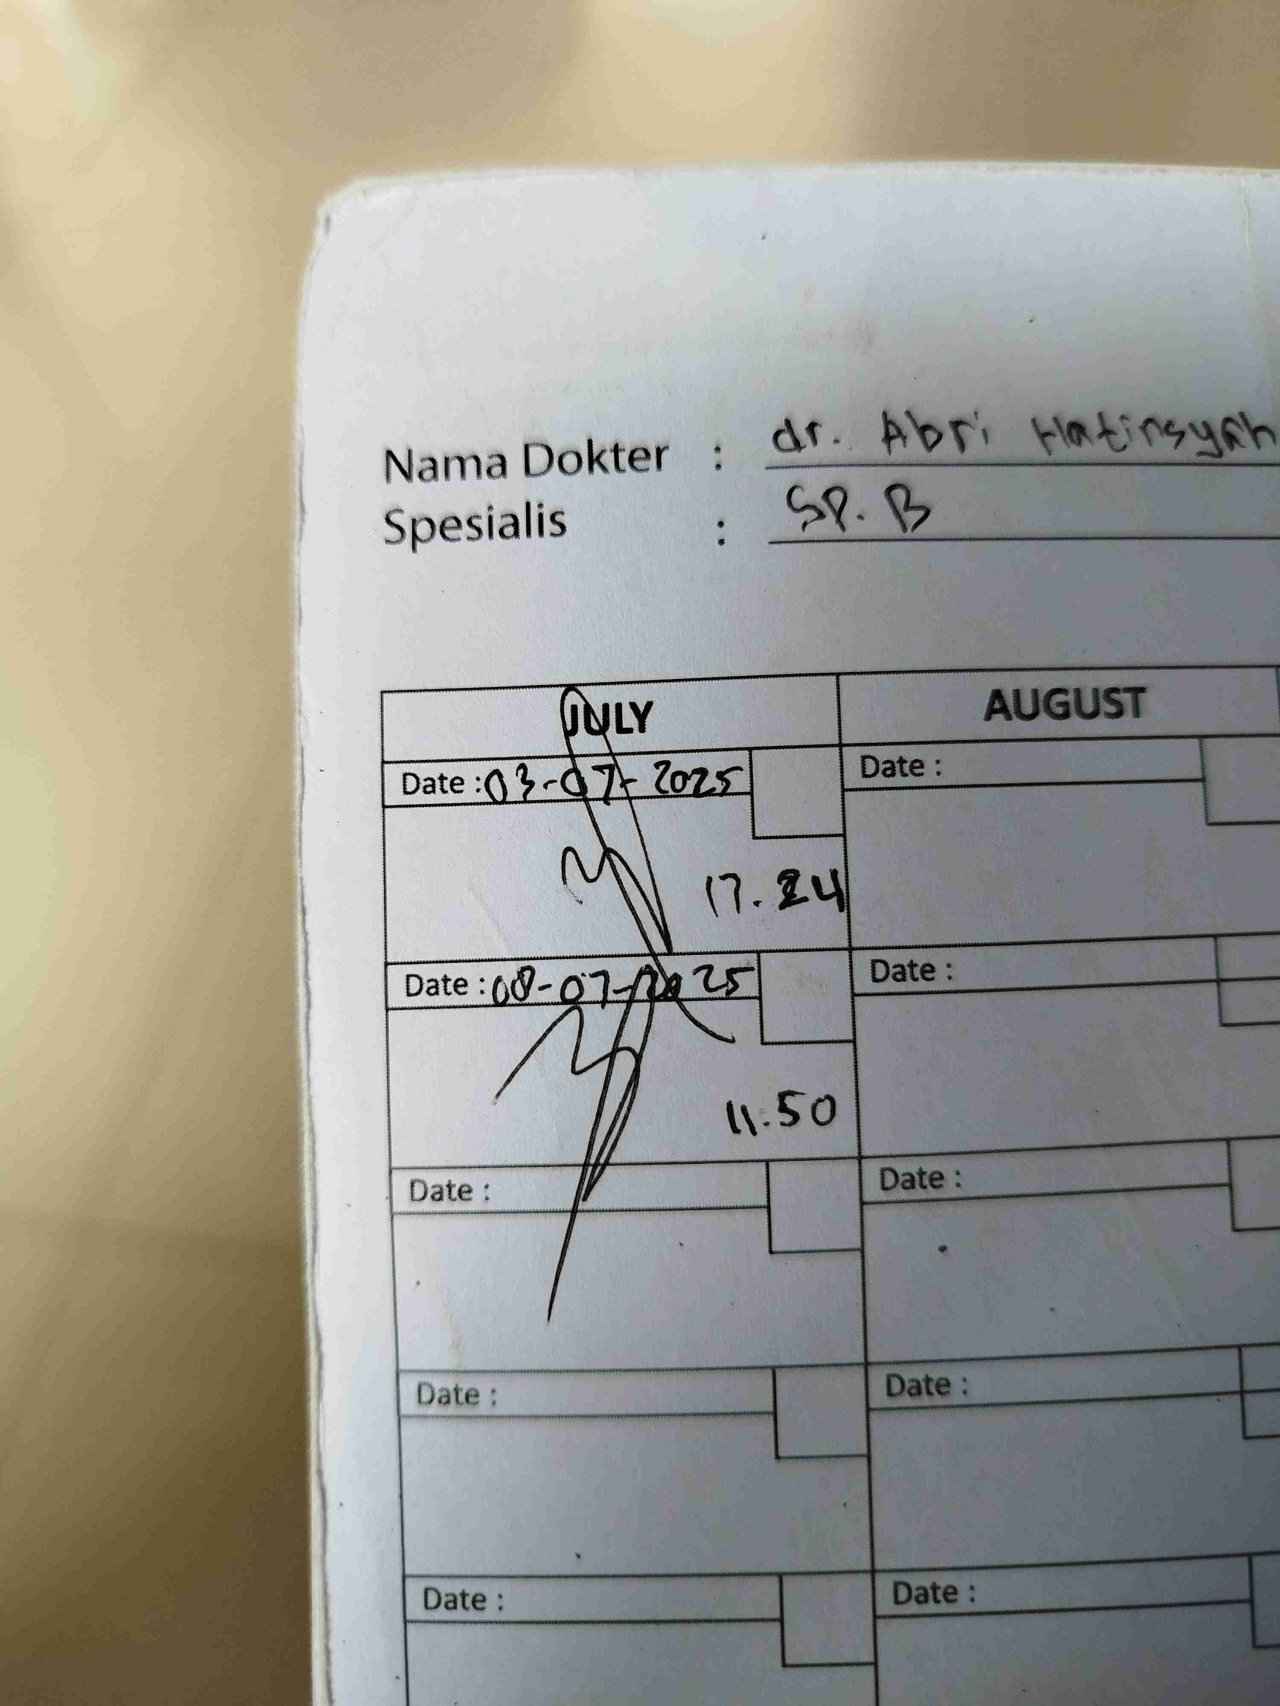 Nama Dokter : dr. Abri Hatinsyah
Spesialis : SP. B
JULY AUGUST
Date : 03-07-2025 Date :
17.24
Date : 08-07-2025 Date :
11.50
Date : Date :
Date : Date :
Date : Date :